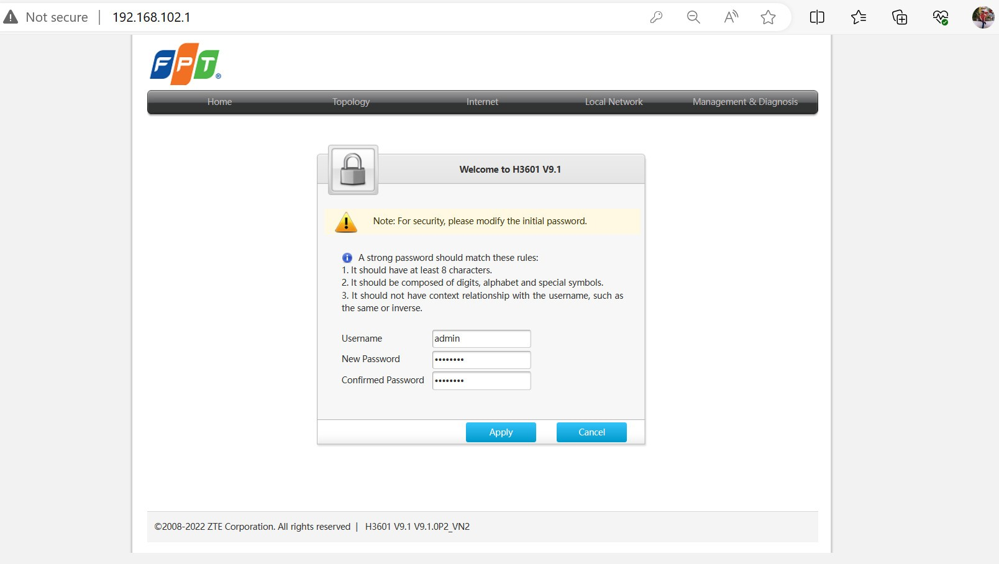 Not secure | 192.168.102.1
FPT®
Home Topology Internet Local Network Management & Diagnosis
Welcome to H3601 V9.1
Note: For security, please modify the initial password.
A strong password should match these rules:
1. It should have at least 8 characters.
2. It should be composed of digits, alphabet and special symbols.
3. It should not have context relationship with the username, such as
the same or inverse.
Username admin
New Password ••••••••
Confirmed Password ••••••••
Apply Cancel
©2008-2022 ZTE Corporation. All rights reserved | H3601 V9.1 V9.1.0P2_VN2